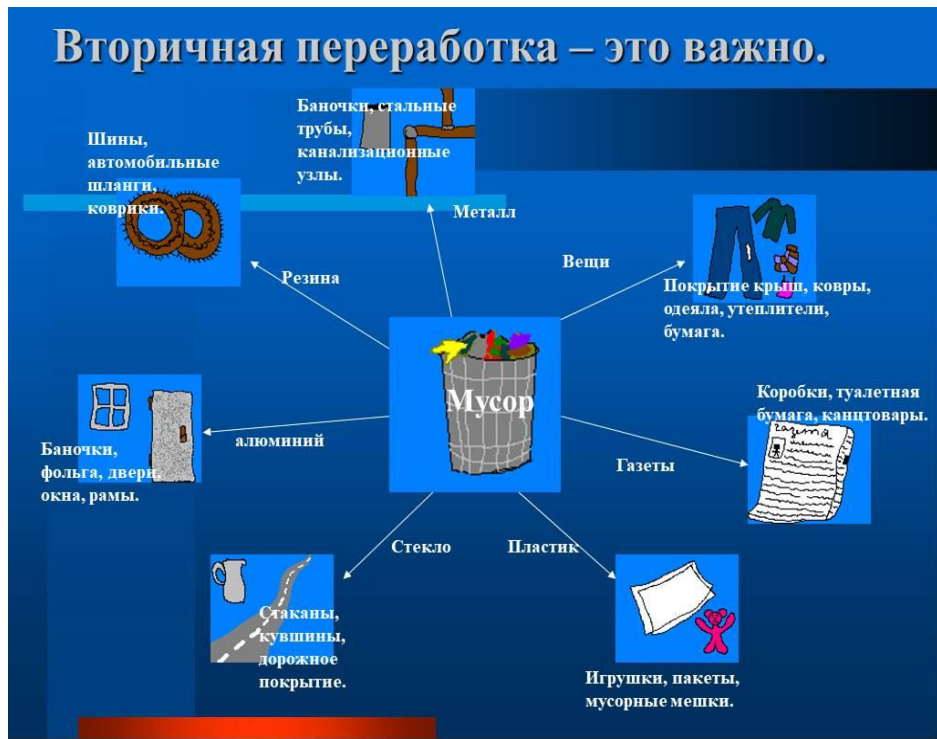 Вторичная переработка – это важно.
Баночки, стальные
трубы,
канализационные
узлы.
Шины,
автомобильные
шланги,
коврики.
Металл
Вещи
Резина
Покрытие крыш, ковры,
одеяла, утеплители,
бумага.
Мусор
Коробки, туалетная
бумага, канцтовары.
газета
алюминий
Баночки,
фольга, двери,
окна, рамы.
Газеты
Стекло
Пластик
Стаканы,
кувшины,
дорожное
покрытие.
Игрушки, пакеты,
мусорные мешки.